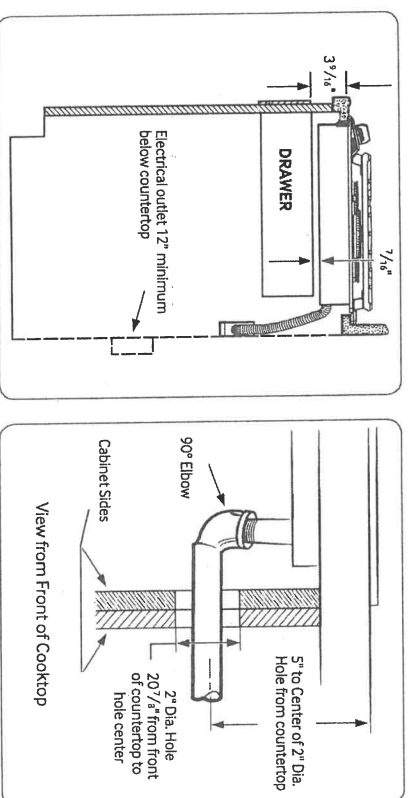 3 9/16"
7/16"
DRAWER
Electrical outlet 12" minimum
below countertop
90° Elbow
Cabinet Sides
View from Front of Cooktop
5" to Center of 2" Dia.
Hole from countertop
2" Dia. Hole
20 7/8" from front
of countertop to
hole center